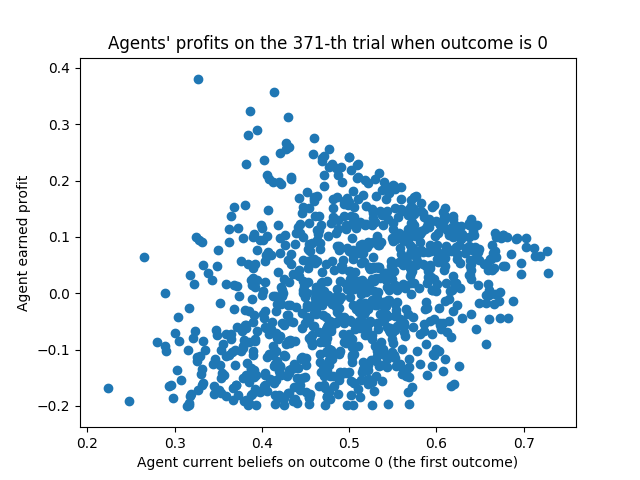 Agents' profits on the 371-th trial when outcome is 0
Agent earned profit
0.4
0.3
0.2
0.1
0.0
−0.1
−0.2
0.2 0.3 0.4 0.5 0.6 0.7
Agent current beliefs on outcome 0 (the first outcome)